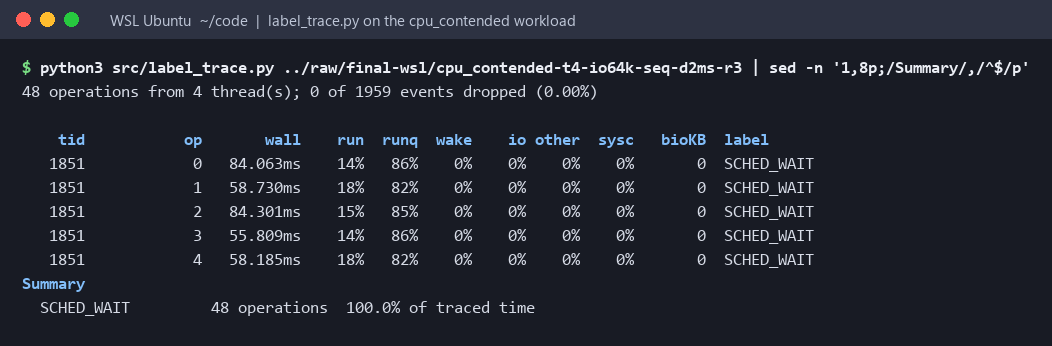 WSL Ubuntu ~/code | label_trace.py on the cpu_contended workload
$ python3 src/label_trace.py ../raw/final-wsl/cpu_contended-t4-io64k-seq-d2ms-r3 | sed -n '1,8p;/Summary/,/^$/p'
48 operations from 4 thread(s); 0 of 1959 events dropped (0.00%)
tid op wall run runq wake io other sysc bioKB label
1851 0 84.063ms 14% 86% 0% 0% 0% 0% 0 SCHED_WAIT
1851 1 58.730ms 18% 82% 0% 0% 0% 0% 0 SCHED_WAIT
1851 2 84.301ms 15% 85% 0% 0% 0% 0% 0 SCHED_WAIT
1851 3 55.809ms 14% 86% 0% 0% 0% 0% 0 SCHED_WAIT
1851 4 58.185ms 18% 82% 0% 0% 0% 0% 0 SCHED_WAIT
Summary
SCHED_WAIT 48 operations 100.0% of traced time